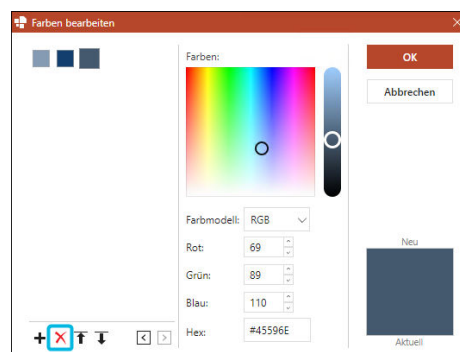 Farben bearbeiten
Farben:
OK
Abbrechen
Farbmodell: RGB
Rot: 69
Grün: 89
Blau: 110
Hex: #45596E
Neu
Aktuell